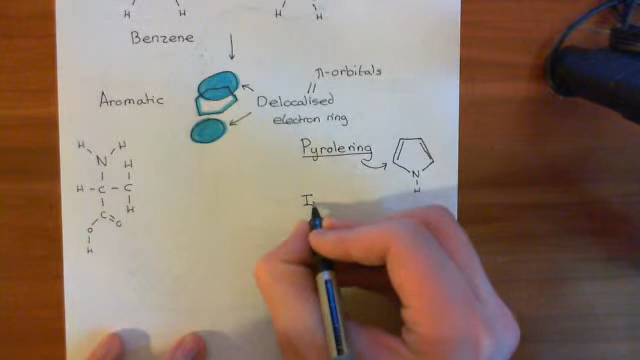 H H H H
Benzene
π-orbitals
Aromatic
Delocalised
electron ring
Pyrolering
N
H
H H
N H
H-C-C
H
C O
O
H
I